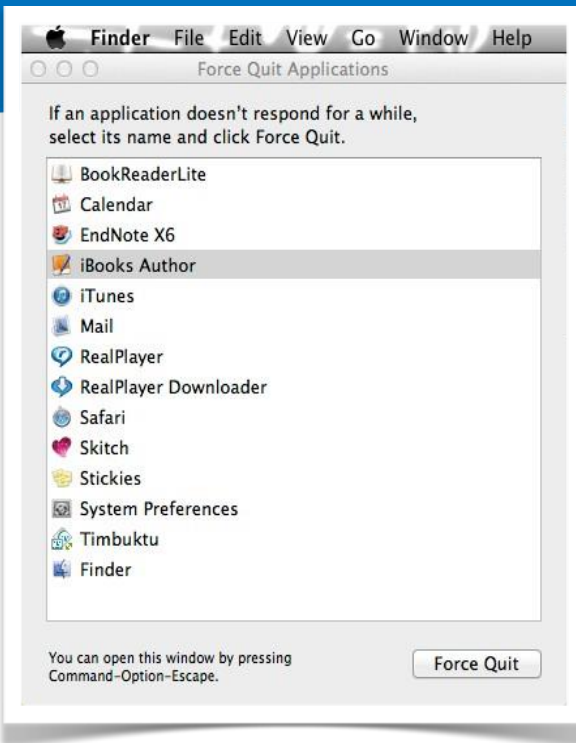 Finder File Edit View Go Window Help
Force Quit Applications
If an application doesn't respond for a while,
select its name and click Force Quit.
BookReaderLite
Calendar
EndNote X6
iBooks Author
iTunes
Mail
RealPlayer
RealPlayer Downloader
Safari
Skitch
Stickies
System Preferences
Timbuktu
Finder
You can open this window by pressing
Command-Option-Escape.
Force Quit